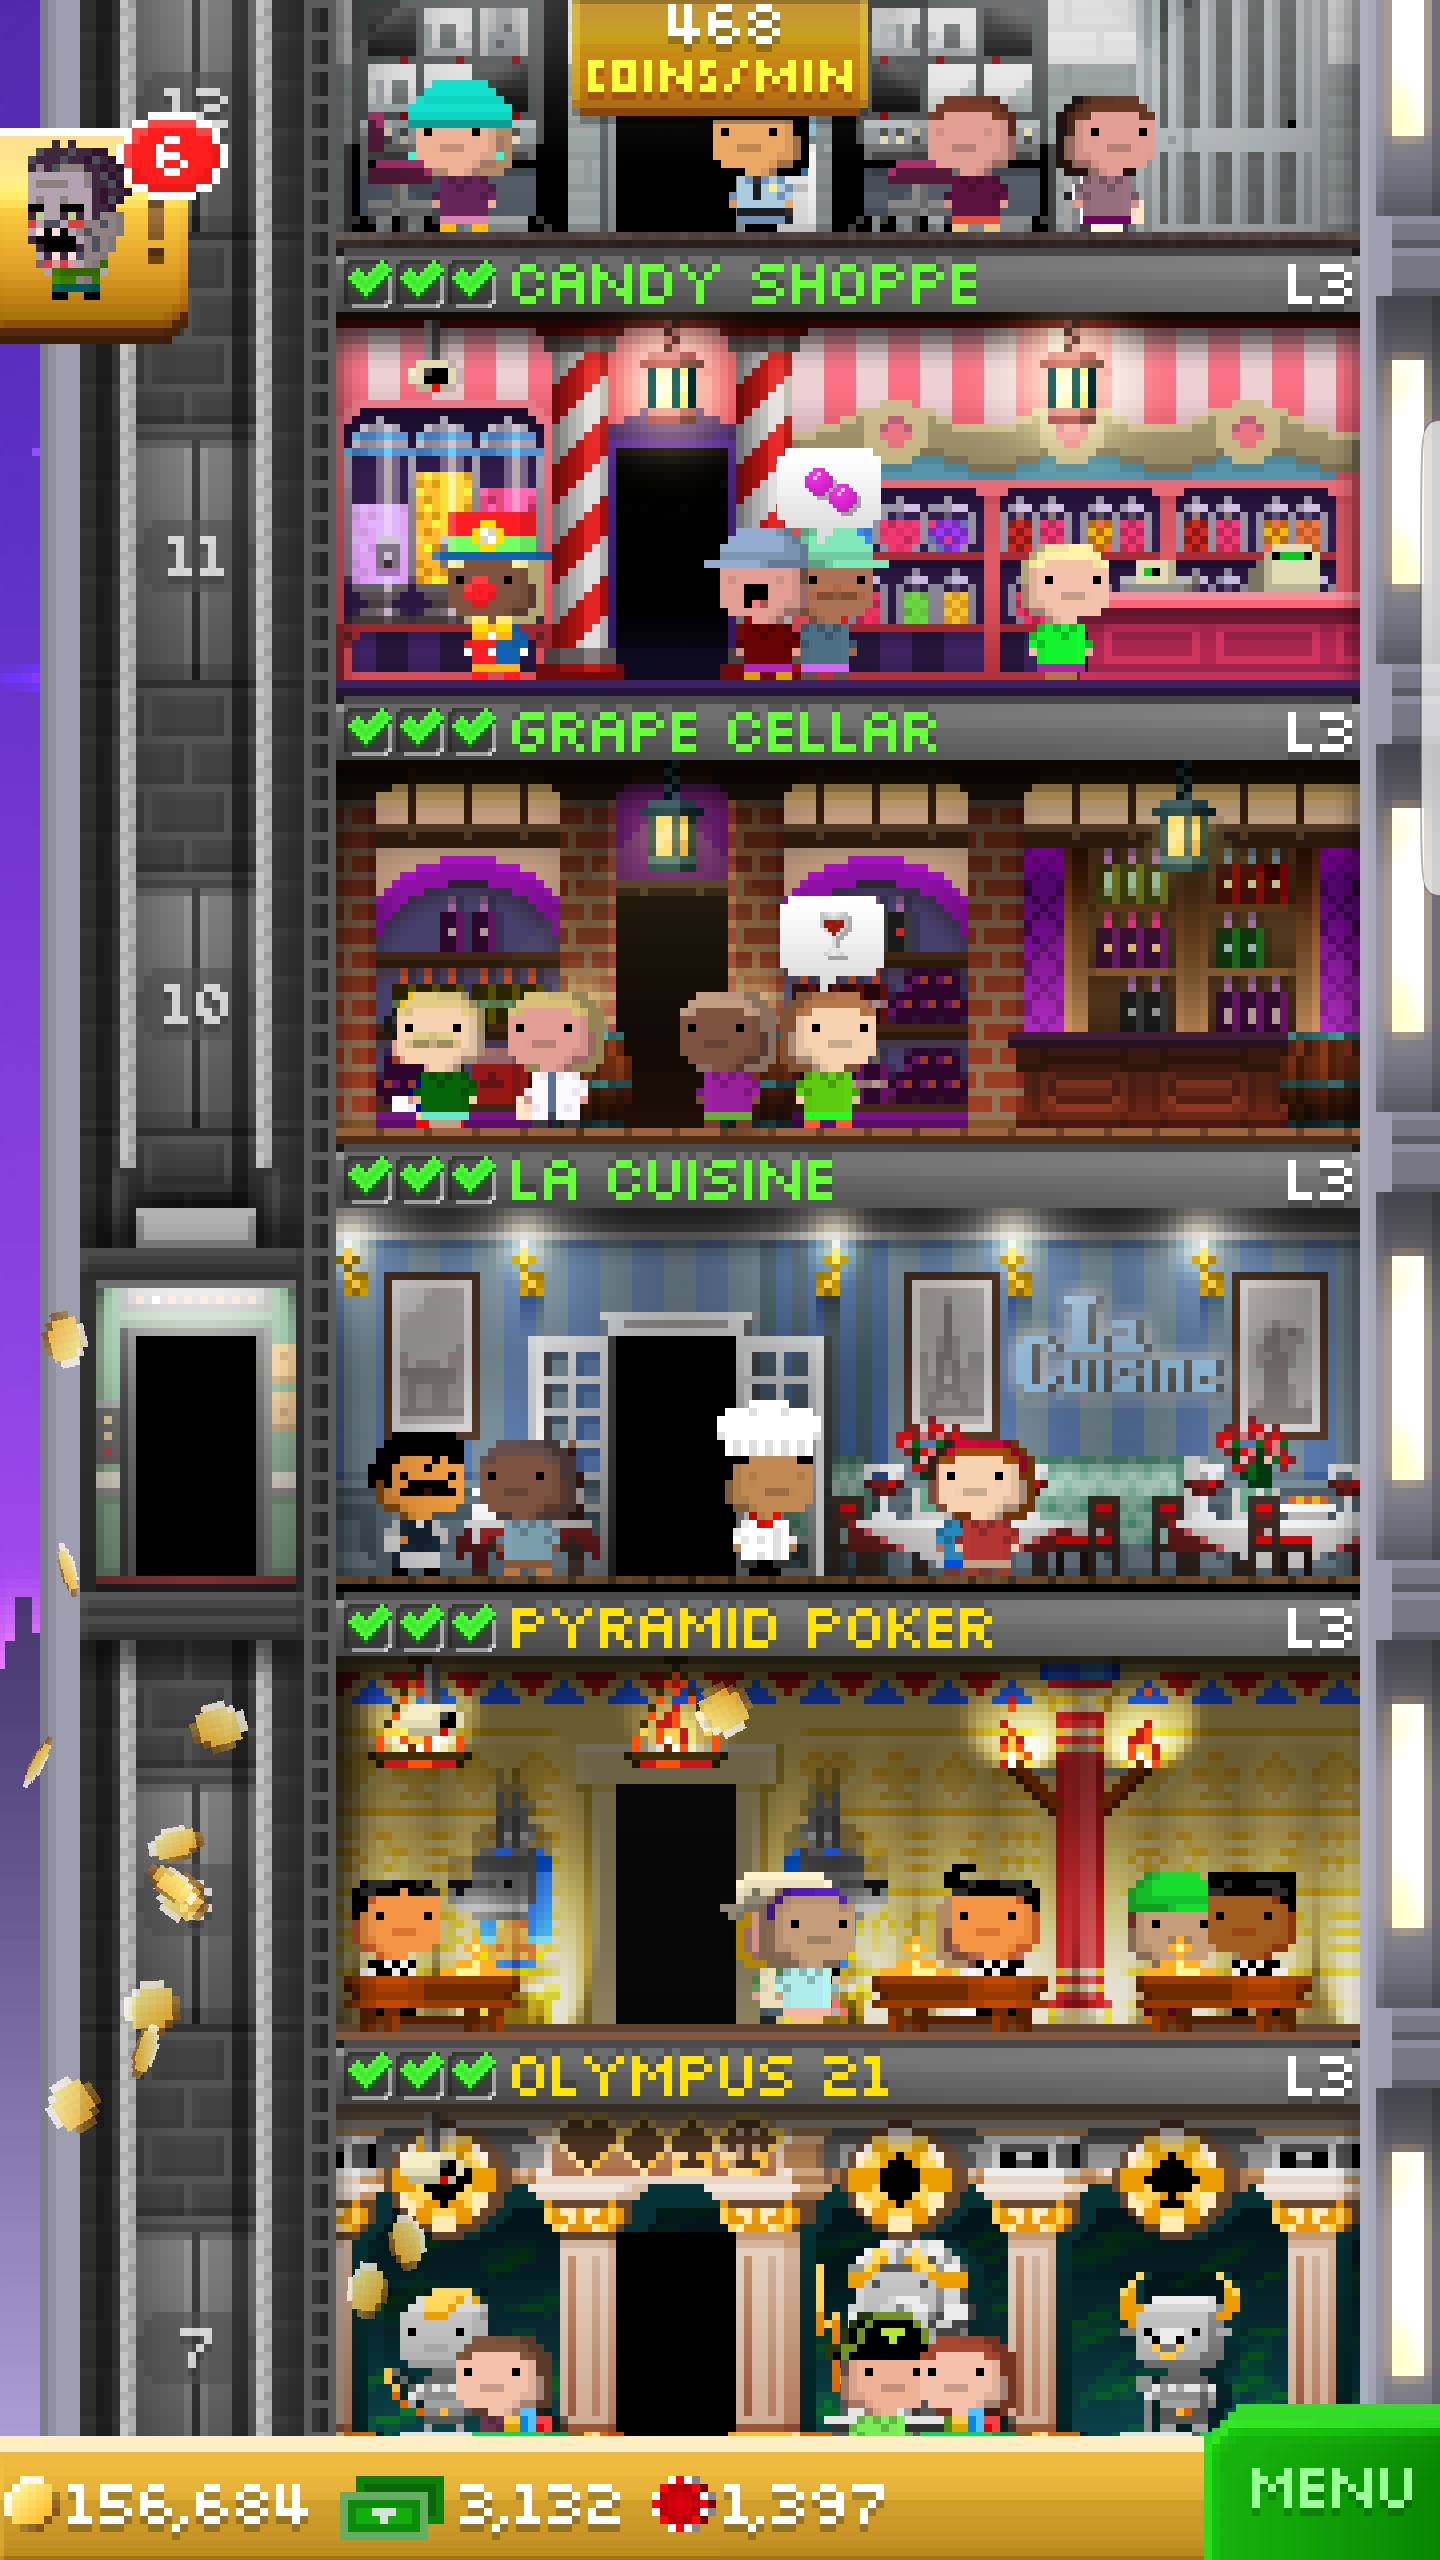 468
COINS/MIN
12
6
!
CANDY SHOPPE L3
11
GRAPE CELLAR L3
10
LA CUISINE L3
La
Cuisine
PYRAMID POKER L3
OLYMPUS 21 L3
7
156,684 3,132 1,397 MENU